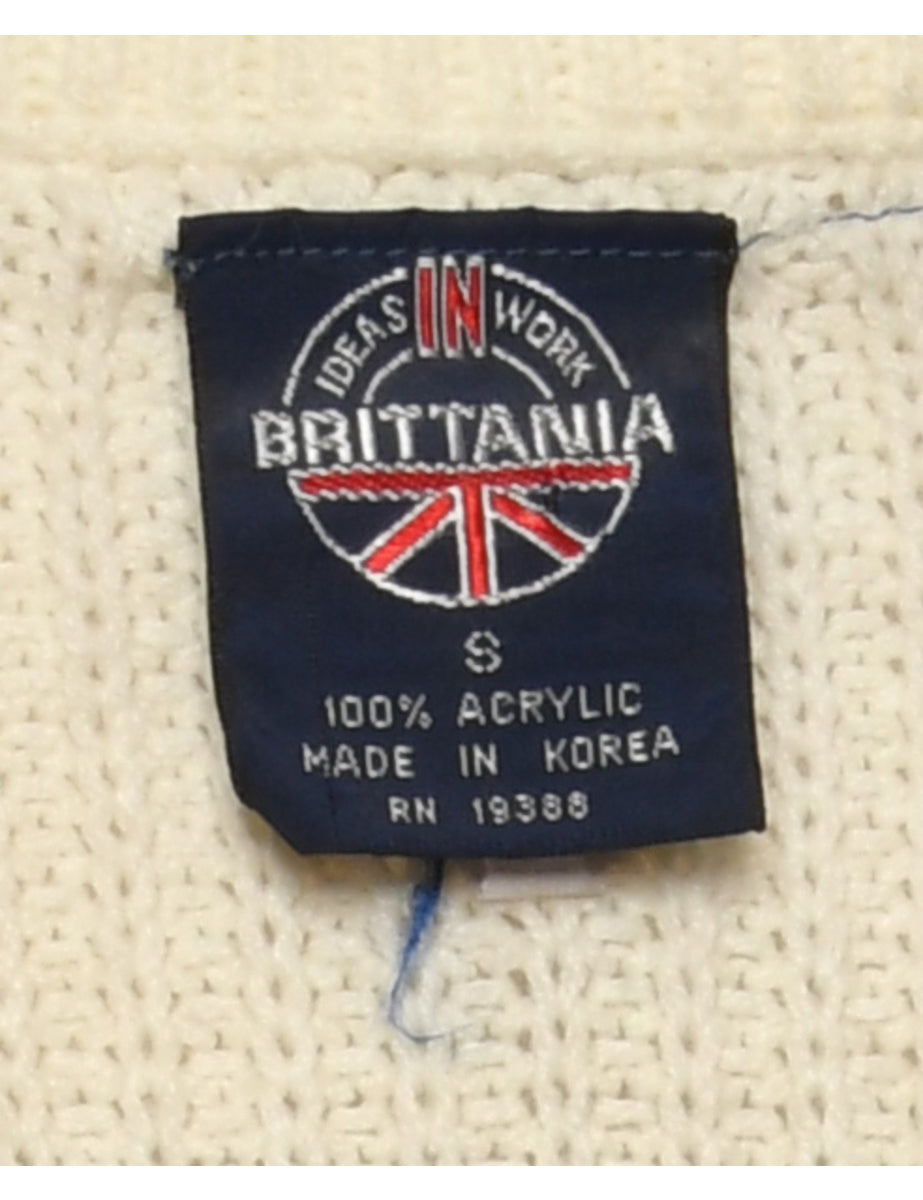 IDEAS IN WORK
BRITTANIA
S
100% ACRYLIC
MADE IN KOREA
RN 19388